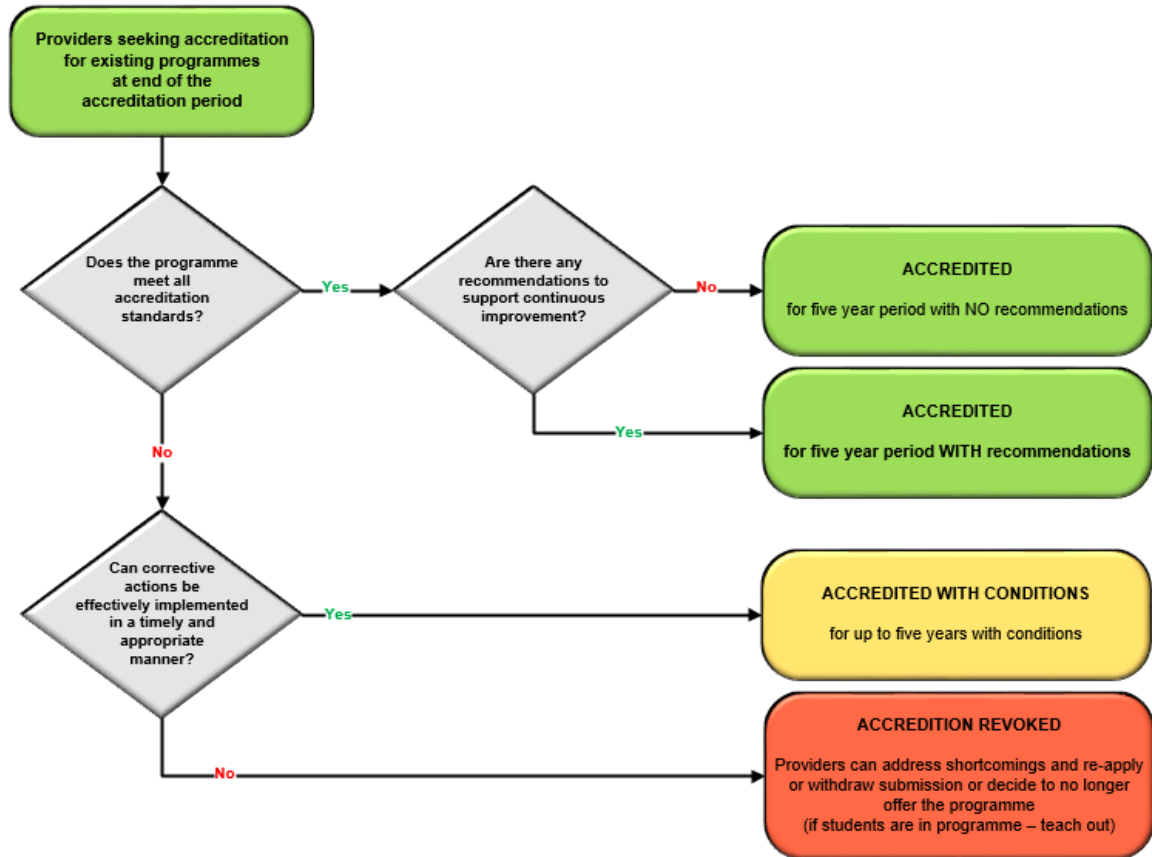 Providers seeking accreditation
for existing programmes
at end of the
accreditation period
Does the programme
meet all
accreditation
standards?
Yes
Are there any
recommendations to
support continuous
improvement?
No
ACCREDITED
for five year period with NO recommendations
Yes
ACCREDITED
for five year period WITH recommendations
No
Can corrective
actions be
effectively implemented
in a timely and
appropriate
manner?
Yes
ACCREDITED WITH CONDITIONS
for up to five years with conditions
No
ACCREDITION REVOKED
Providers can address shortcomings and re-apply
or withdraw submission or decide to no longer
offer the programme
(if students are in programme – teach out)